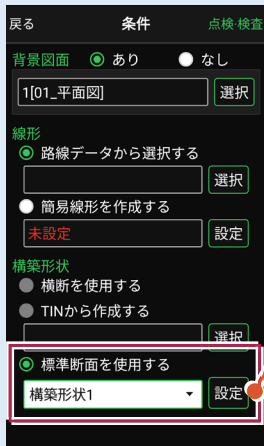 戻る 条件 点検・検査
背景図面 あり なし
1[01_平面図] 選択
線形
路線データから選択する
選択
簡易線形を作成する
未設定 設定
構築形状
横断を使用する
TINから作成する
選択
標準断面を使用する
構築形状1 設定